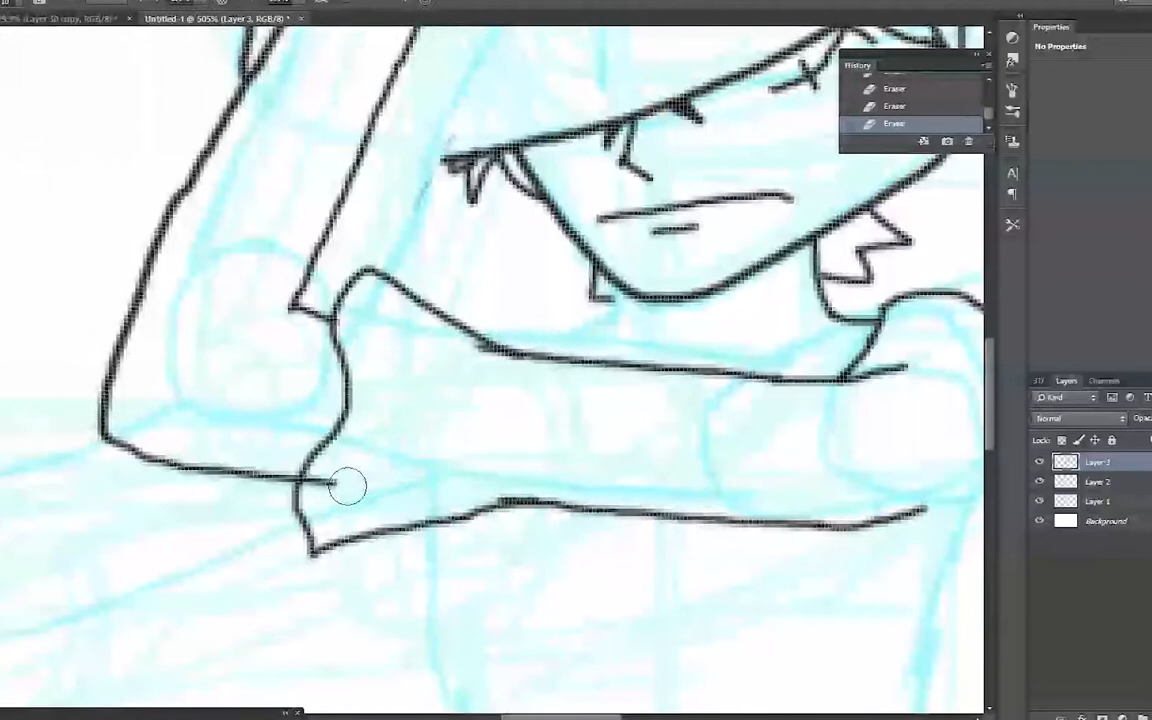 Untitled-1 @ 505% (Layer 3, RGB/8) *
Properties
No Properties
History
Eraser
Eraser
Eraser
Layers
Channels
Kind
Normal
Lock:
Layer 3
Layer 2
Layer 1
Background